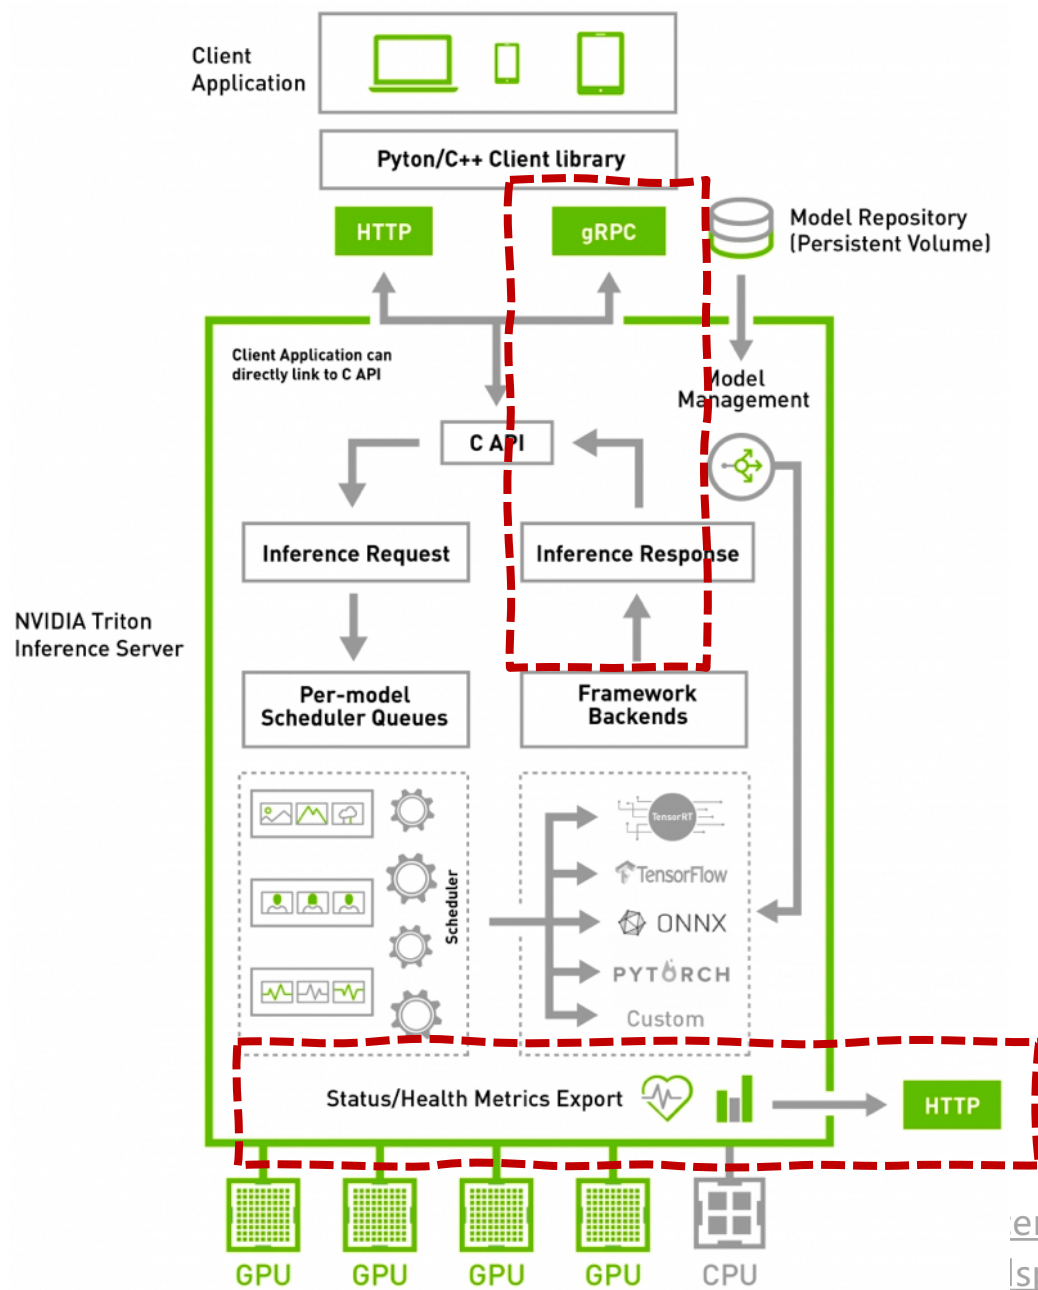 Client
Application
Pyton/C++ Client library
HTTP
gRPC
Model Repository
(Persistent Volume)
Client Application can
directly link to C API
Model
Management
C API
Inference Request
Inference Response
NVIDIA Triton
Inference Server
Per-model
Scheduler Queues
Framework
Backends
Scheduler
TensorRT
TensorFlow
ONNX
PYTORCH
Custom
Status/Health Metrics Export
HTTP
GPU
GPU
GPU
GPU
CPU